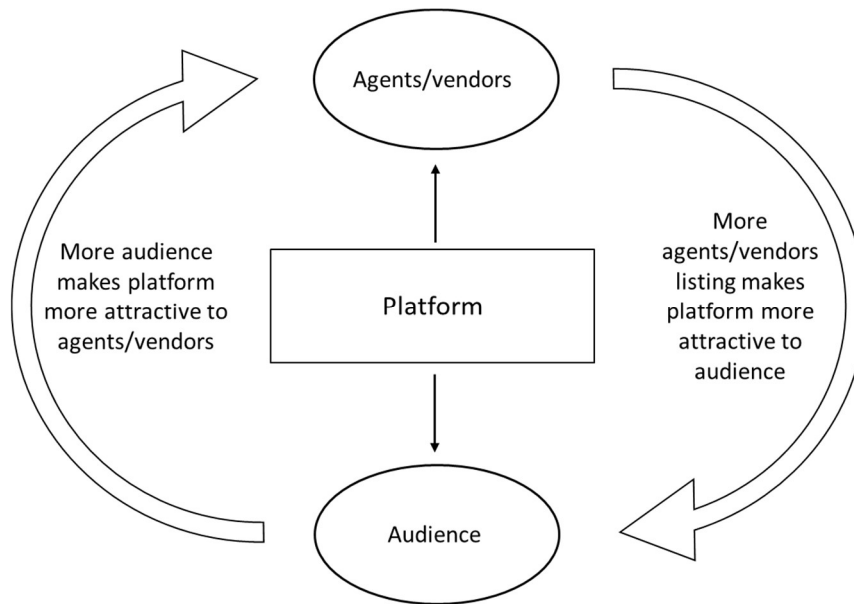 Agents/vendors
More audience
makes platform
more attractive to
agents/vendors
Platform
More
agents/vendors
listing makes
platform more
attractive to
audience
Audience